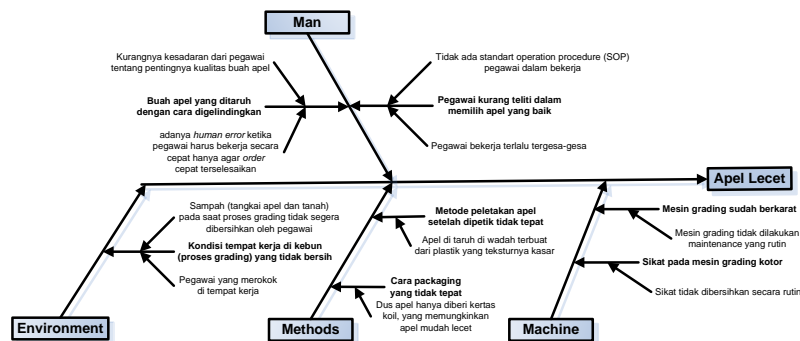 Man
Kurangnya kesadaran dari pegawai
tentang pentingnya kualitas buah apel
Buah apel yang ditaruh
dengan cara digelindingkan
adanya human error ketika
pegawai harus bekerja secara
cepat hanya agar order
cepat terselesaikan
Tidak ada standart operation procedure (SOP)
pegawai dalam bekerja
Pegawai kurang teliti dalam
memilih apel yang baik
Pegawai bekerja terlalu tergesa-gesa
Apel Lecet
Sampah (tangkai apel dan tanah)
pada saat proses grading tidak segera
dibersihkan oleh pegawai
Kondisi tempat kerja di kebun
(proses grading) yang tidak bersih
Pegawai yang merokok
di tempat kerja
Environment
Metode peletakan apel
setelah dipetik tidak tepat
Apel di taruh di wadah terbuat
dari plastik yang teksturnya kasar
Cara packaging
yang tidak tepat
Dus apel hanya diberi kertas
koil, yang memungkinkan
apel mudah lecet
Methods
Mesin grading sudah berkarat
Mesin grading tidak dilakukan
maintenance yang rutin
Sikat pada mesin grading kotor
Sikat tidak dibersihkan secara rutin
Machine